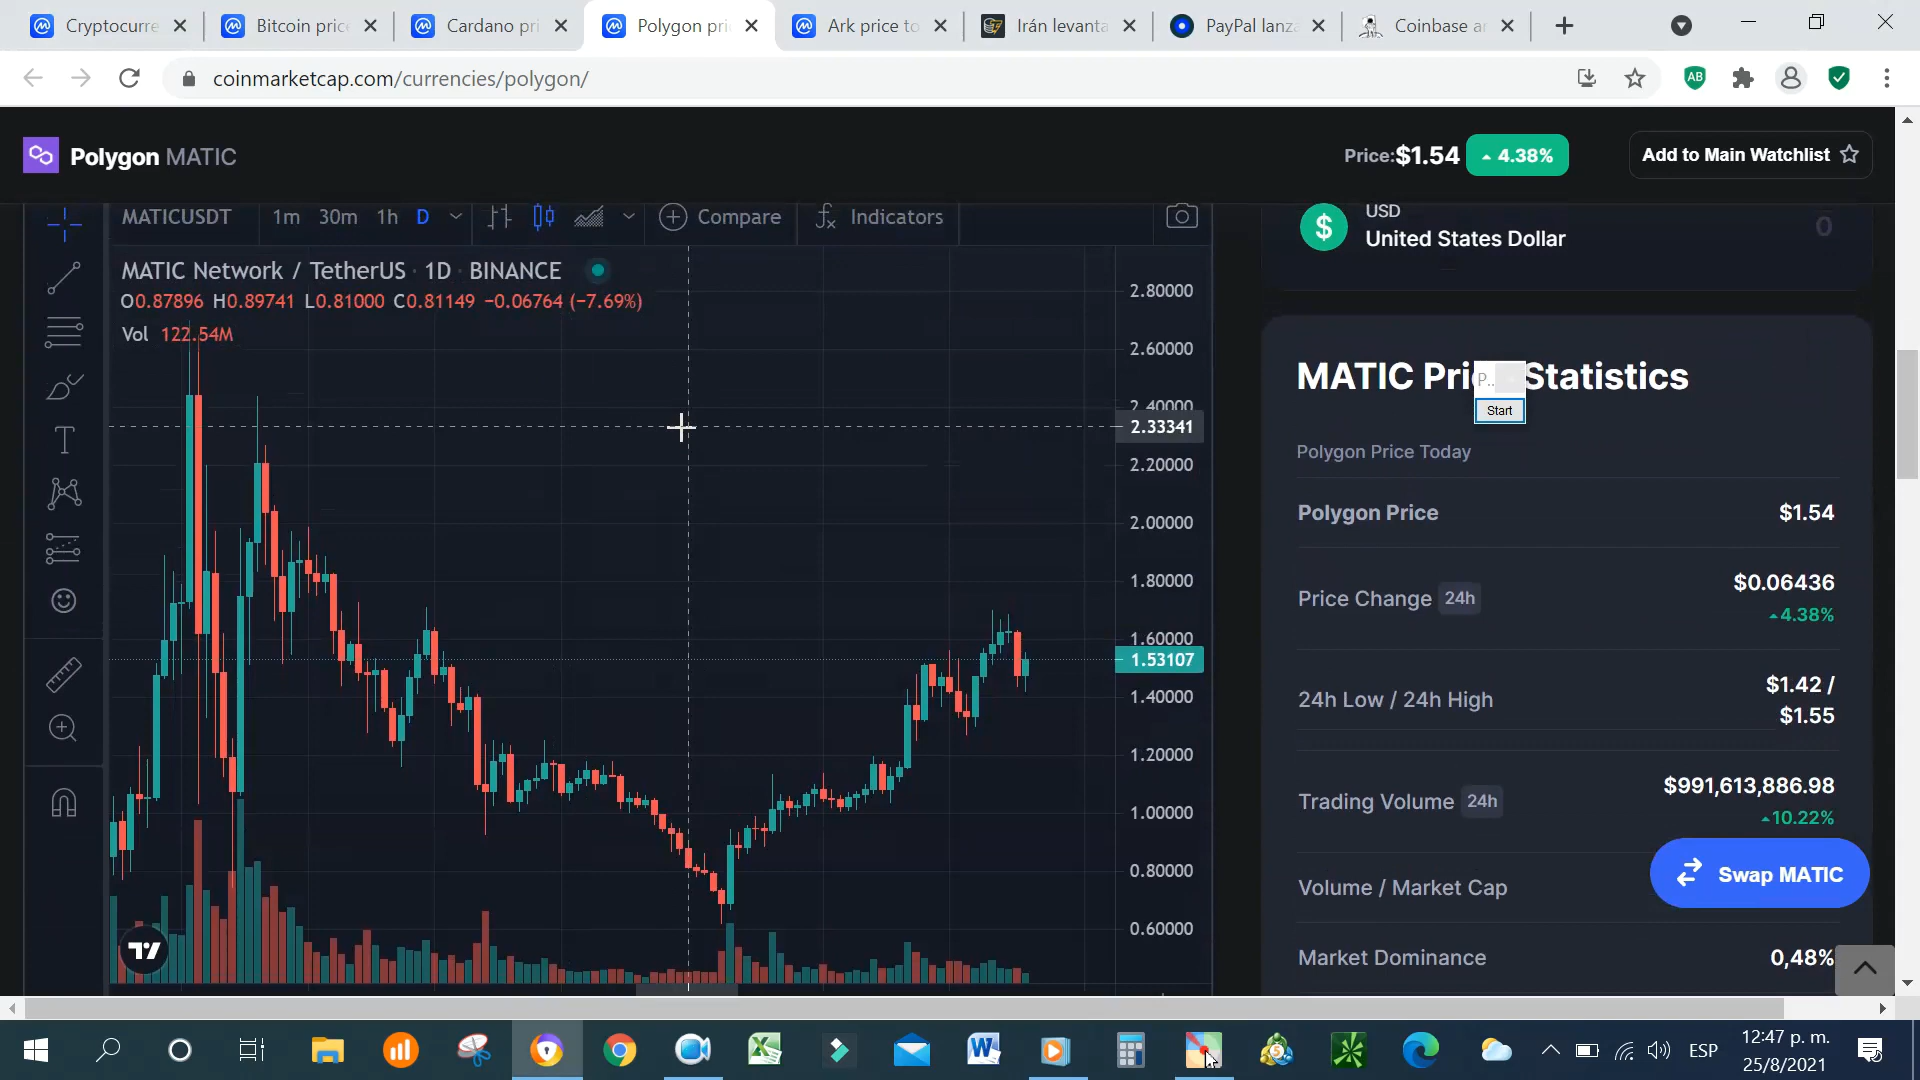 Cryptocurre
Bitcoin price
Cardano pri
Polygon pri
Ark price to
Irán levanta
PayPal lanza
Coinbase a
coinmarketcap.com/currencies/polygon/
AB
Polygon MATIC
Price:$1.54
4.38%
Add to Main Watchlist
MATICUSDT
1m 30m 1h D
Compare
Indicators
$
USD
United States Dollar
0
MATIC Network / TetherUS · 1D · BINANCE
O0.87896 H0.89741 L0.81000 C0.81149 −0.06764 (−7.69%)
Vol 122.54M
2.80000
2.60000
2.40000
2.33341
2.20000
2.00000
1.80000
1.60000
1.53107
1.40000
1.20000
1.00000
0.80000
0.60000
MATIC Pri Statistics
P..
Start
Polygon Price Today
Polygon Price
$1.54
Price Change 24h
$0.06436
4.38%
24h Low / 24h High
$1.42 /
$1.55
Trading Volume 24h
$991,613,886.98
10.22%
Swap MATIC
Volume / Market Cap
Market Dominance
0,48%
ESP
12:47 p. m.
25/8/2021